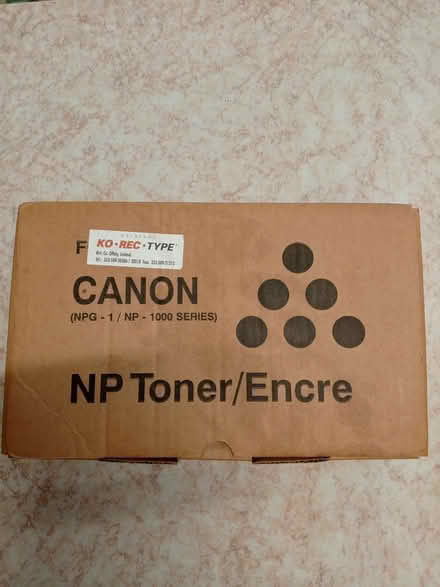 F
KO·REC·TYPE
CANON
(NPG - 1 / NP - 1000 SERIES)
NP Toner/Encre